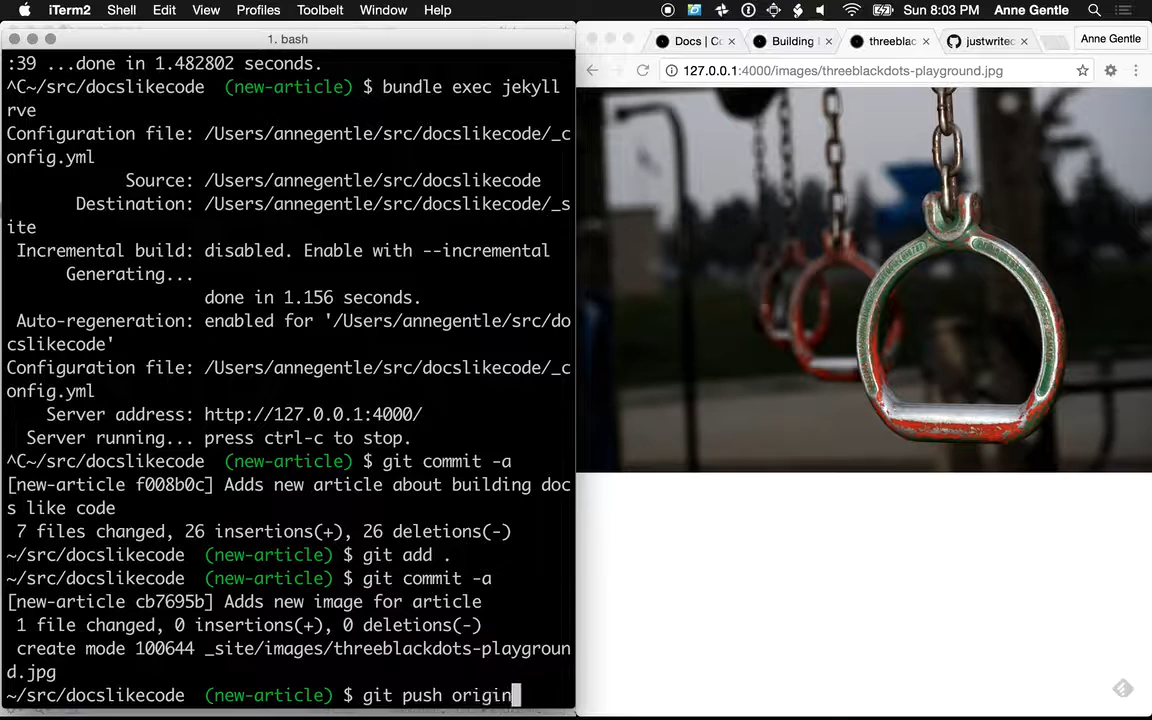 iTerm2 Shell Edit View Profiles Toolbelt Window Help Sun 8:03 PM Anne Gentle
1. bash
:39 ...done in 1.482802 seconds.
^C~/src/docslikecode (new-article) $ bundle exec jekyll
rve
Configuration file: /Users/annegentle/src/docslikecode/_c
onfig.yml
Source: /Users/annegentle/src/docslikecode
Destination: /Users/annegentle/src/docslikecode/_s
ite
Incremental build: disabled. Enable with --incremental
Generating...
done in 1.156 seconds.
Auto-regeneration: enabled for '/Users/annegentle/src/do
cslikecode'
Configuration file: /Users/annegentle/src/docslikecode/_c
onfig.yml
Server address: http://127.0.0.1:4000/
Server running... press ctrl-c to stop.
^C~/src/docslikecode (new-article) $ git commit -a
[new-article f008b0c] Adds new article about building doc
s like code
7 files changed, 26 insertions(+), 26 deletions(-)
~/src/docslikecode (new-article) $ git add .
~/src/docslikecode (new-article) $ git commit -a
[new-article cb7695b] Adds new image for article
1 file changed, 0 insertions(+), 0 deletions(-)
create mode 100644 _site/images/threeblackdots-playgroun
d.jpg
~/src/docslikecode (new-article) $ git push origin
Docs | Co Building threeblac justwritec Anne Gentle
127.0.0.1:4000/images/threeblackdots-playground.jpg